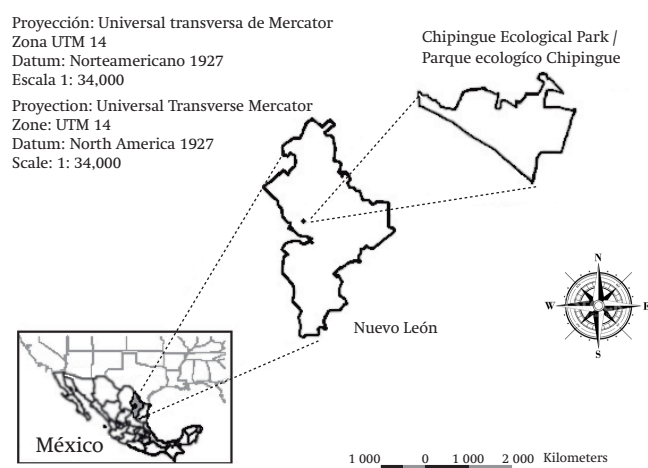 Proyección: Universal transversa de Mercator
Zona UTM 14
Datum: Norteamericano 1927
Escala 1: 34,000
Proyection: Universal Transverse Mercator
Zone: UTM 14
Datum: North America 1927
Scale: 1: 34,000
Chipingue Ecological Park /
Parque ecologíco Chipingue
N
W E
S
Nuevo León
México
1 000 0 1 000 2 000 Kilometers